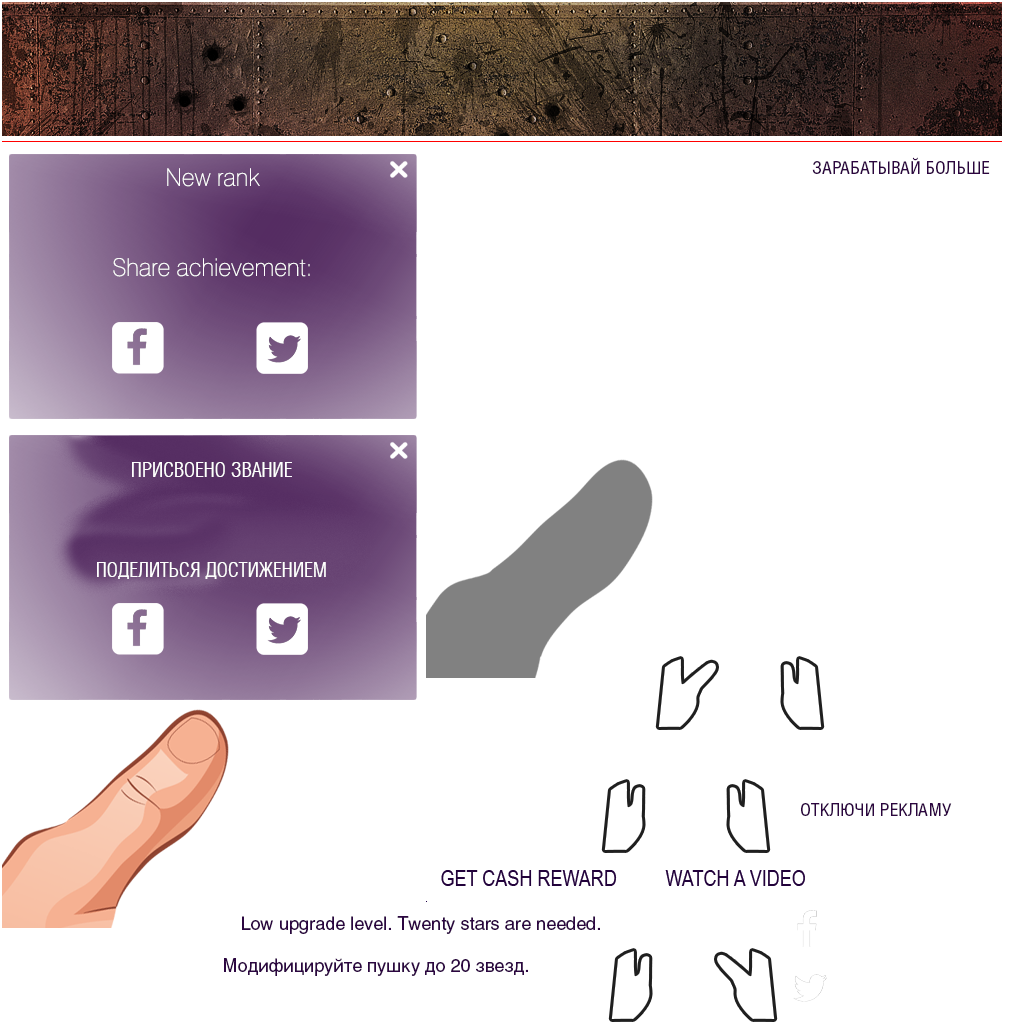 New rank
ЗАРАБАТЫВАЙ БОЛЬШЕ
Share achievement:
ПРИСВОЕНО ЗВАНИЕ
ПОДЕЛИТЬСЯ ДОСТИЖЕНИЕМ
ОТКЛЮЧИ РЕКЛАМУ
GET CASH REWARD
WATCH A VIDEO
Low upgrade level. Twenty stars are needed.
Модифицируйте пушку до 20 звезд.